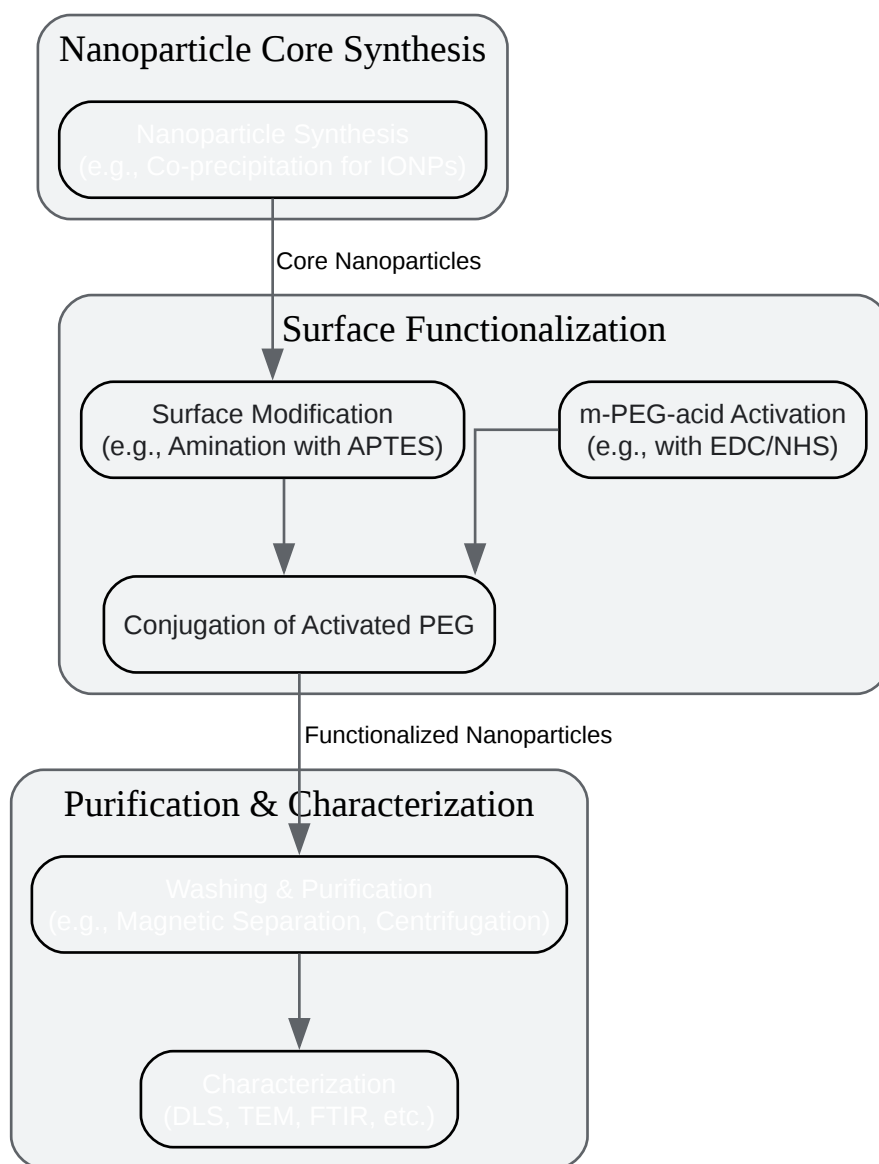 Nanoparticle Core Synthesis
Nanoparticle Synthesis
(e.g., Co-precipitation for IONPs)
Core Nanoparticles
Surface Functionalization
Surface Modification
(e.g., Amination with APTES)
m-PEG-acid Activation
(e.g., with EDC/NHS)
Conjugation of Activated PEG
Functionalized Nanoparticles
Purification & Characterization
Washing & Purification
(e.g., Magnetic Separation, Centrifugation)
Characterization
(DLS, TEM, FTIR, etc.)